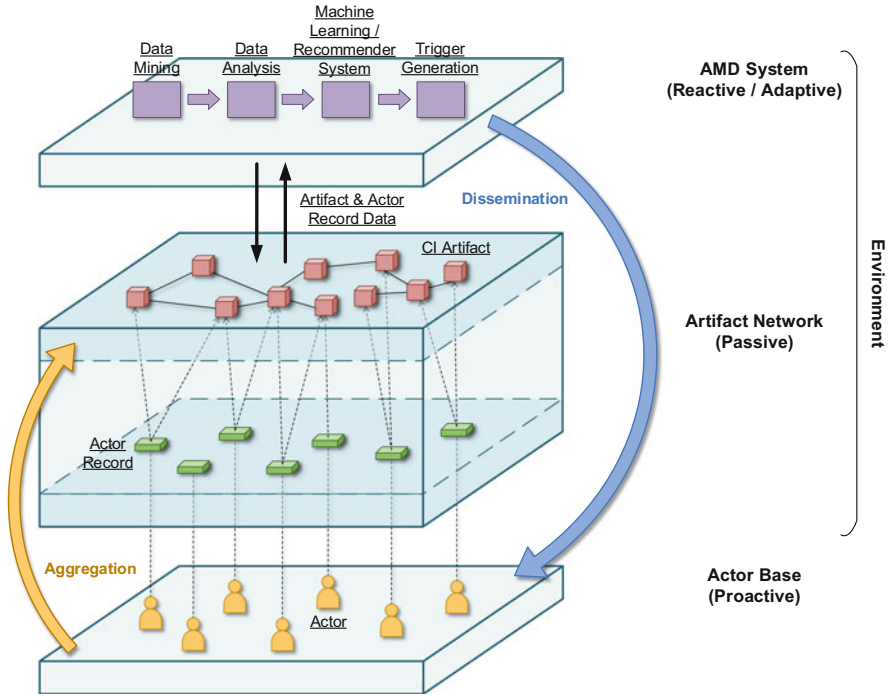 Data
Mining
Data
Analysis
Machine
Learning /
Recommender
System
Trigger
Generation
AMD System
(Reactive / Adaptive)
Artifact & Actor
Record Data
Dissemination
CI Artifact
Environment
Artifact Network
(Passive)
Actor
Record
Aggregation
Actor
Actor Base
(Proactive)